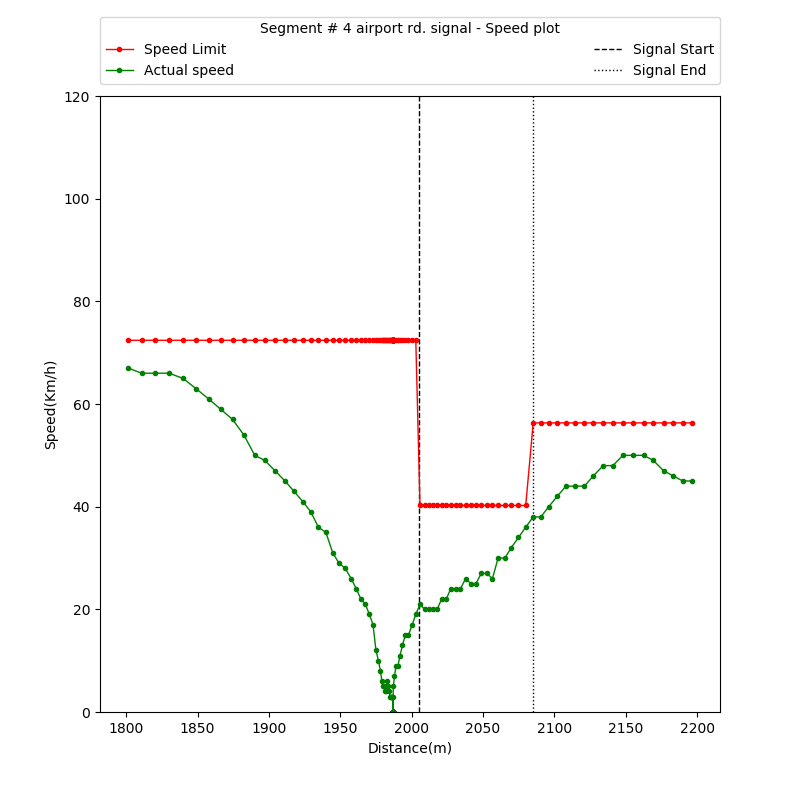 Segment # 4 airport rd. signal - Speed plot
Speed Limit
Actual speed
Signal Start
Signal End
120
100
80
60
40
20
0
Speed(Km/h)
1800 1850 1900 1950 2000 2050 2100 2150 2200
Distance(m)